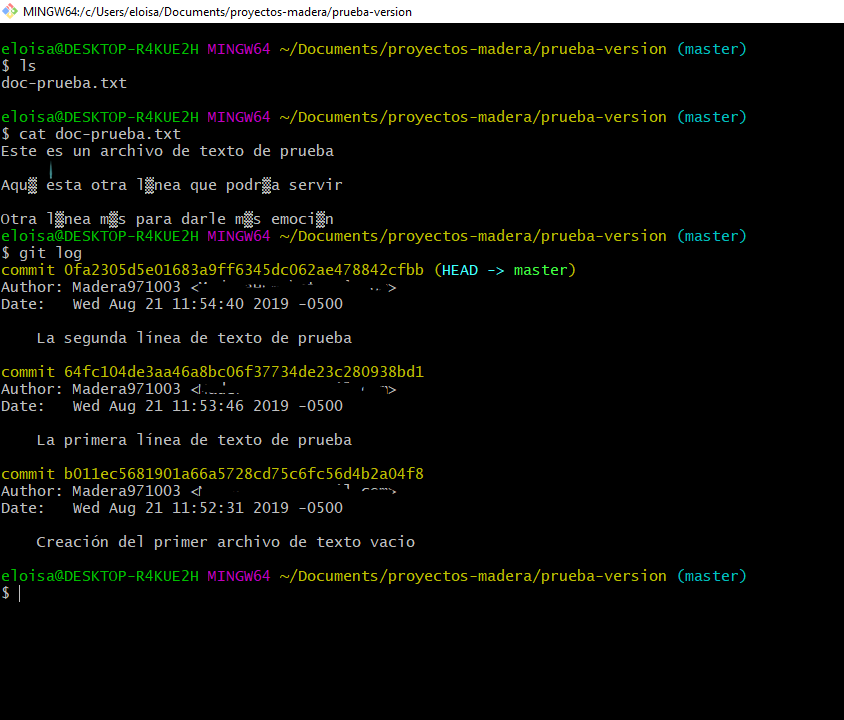 MINGW64:/c/Users/eloisa/Documents/proyectos-madera/prueba-version
eloisa@DESKTOP-R4KUE2H MINGW64 ~/Documents/proyectos-madera/prueba-version (master)
$ ls
doc-prueba.txt
eloisa@DESKTOP-R4KUE2H MINGW64 ~/Documents/proyectos-madera/prueba-version (master)
$ cat doc-prueba.txt
Este es un archivo de texto de prueba
Aqu▒ esta otra l▒nea que podr▒a servir
Otra l▒nea m▒s para darle m▒s emoci▒n
eloisa@DESKTOP-R4KUE2H MINGW64 ~/Documents/proyectos-madera/prueba-version (master)
$ git log
commit 0fa2305d5e01683a9ff6345dc062ae478842cfbb (HEAD -> master)
Author: Madera971003 < >
Date:   Wed Aug 21 11:54:40 2019 -0500
La segunda línea de texto de prueba
commit 64fc104de3aa46a8bc06f37734de23c280938bd1
Author: Madera971003 < >
Date:   Wed Aug 21 11:53:46 2019 -0500
La primera línea de texto de prueba
commit b011ec5681901a66a5728cd75c6fc56d4b2a04f8
Author: Madera971003 < >
Date:   Wed Aug 21 11:52:31 2019 -0500
Creación del primer archivo de texto vacio
eloisa@DESKTOP-R4KUE2H MINGW64 ~/Documents/proyectos-madera/prueba-version (master)
$